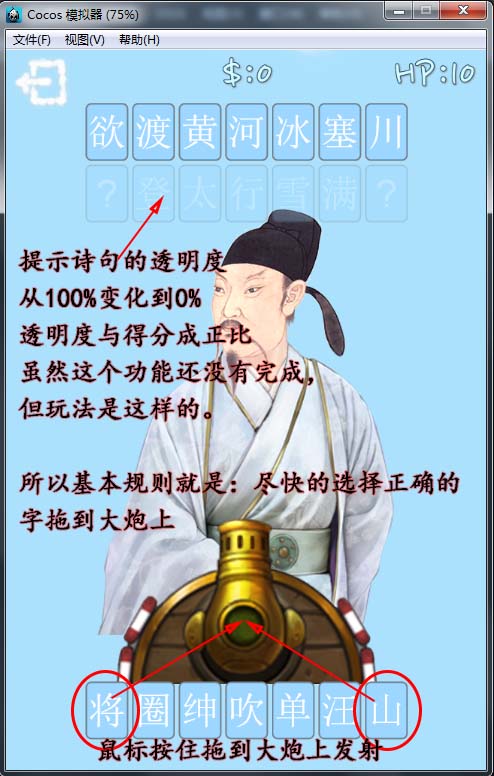 Cocos 模拟器 (75%)
文件(F) 视图(V) 帮助(H)
$:0 HP:10
欲渡黄河冰塞川
?登太行雪满?
提示诗句的透明度
从100%变化到0%
透明度与得分成正比
虽然这个功能还没有完成，
但玩法是这样的。
所以基本规则就是：尽快的选择正确的
字拖到大炮上
将圈绅吹单汪山
鼠标按住拖到大炮上发射